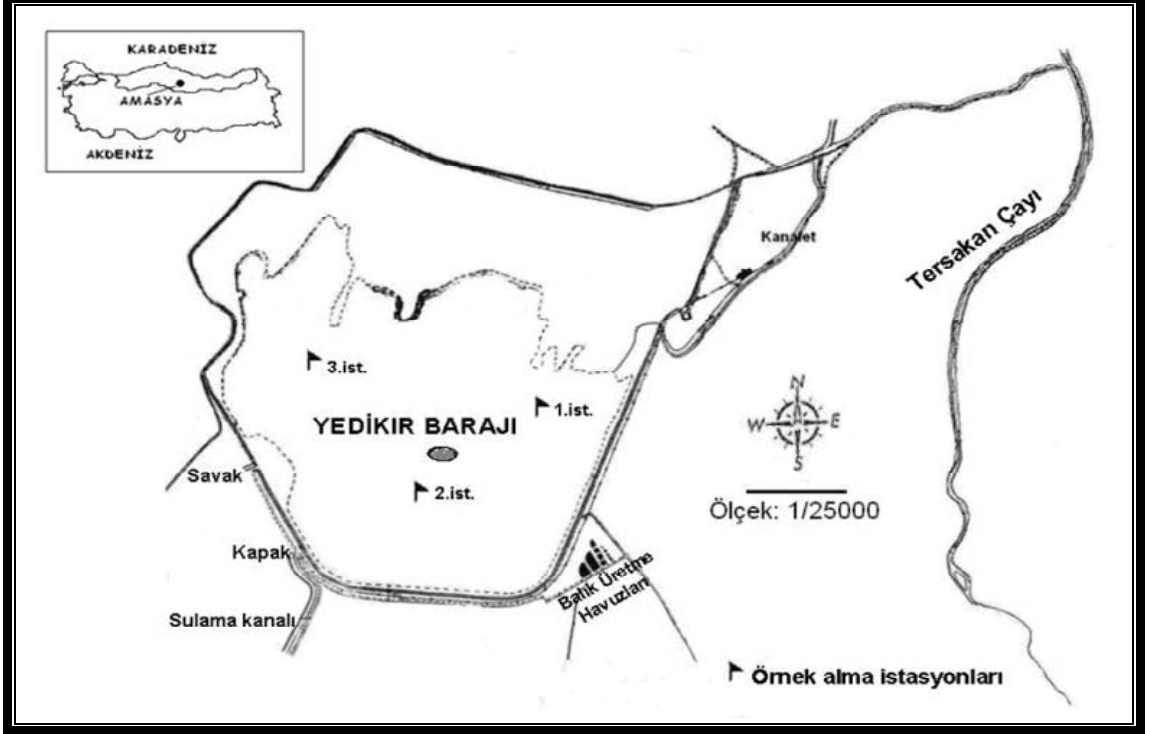 KARADENİZ
AMASYA
AKDENİZ
Tersakan Çayı
Kanalet
3.ist.
1.ist.
YEDİKIR BARAJI
N
W E
S
Savak
2.ist.
Ölçek: 1/25000
Kapak
Balık Üretme
Havuzları
Sulama kanalı
Örnek alma istasyonları